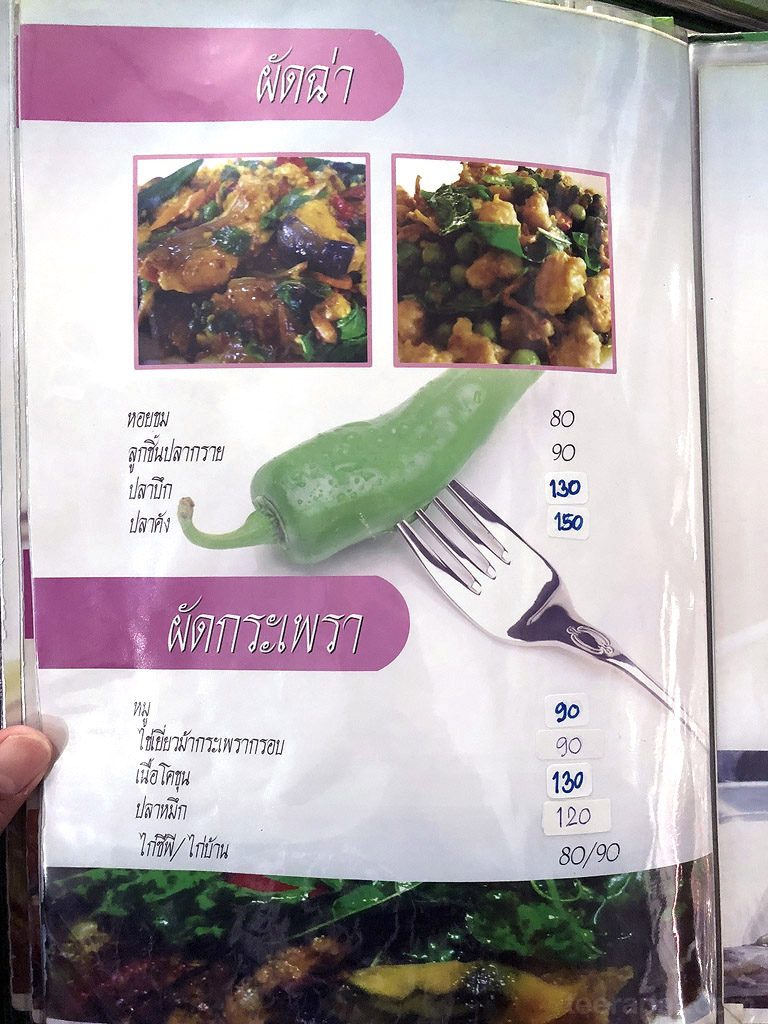 ผัดฉ่า
หอยขม 80
ลูกชิ้นปลากราย 90
ปลาบึก 130
ปลาคัง 150
ผัดกระเพรา
หมู 90
ไข่เยี่ยวม้ากระเพรากรอบ 90
เนื้อโคขุน 130
ปลาหมึก 120
ไก่ซีพี/ไก่บ้าน 80/90